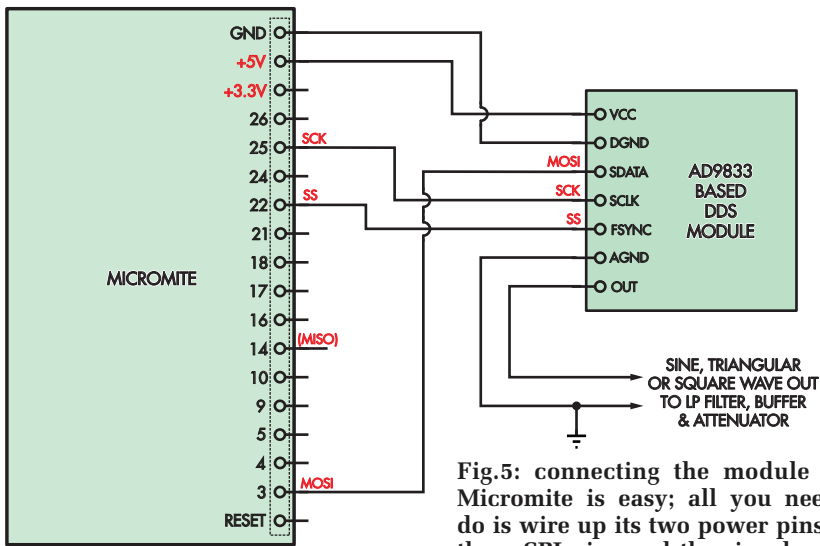 GND
+5V
+3.3V
26
25 SCK
24
22 SS
21
18
17
16
14 (MISO)
10
9
5
4
3 MOSI
RESET
MICROMITE
VCC
DGND
MOSI SDATA
SCK SCLK
SS FSYNC
AGND
OUT
AD9833
BASED
DDS
MODULE
SINE, TRIANGULAR
OR SQUARE WAVE OUT
TO LP FILTER, BUFFER
& ATTENUATOR
Fig.5: connecting the module
Micromite is easy; all you nee
do is wire up its two power pins